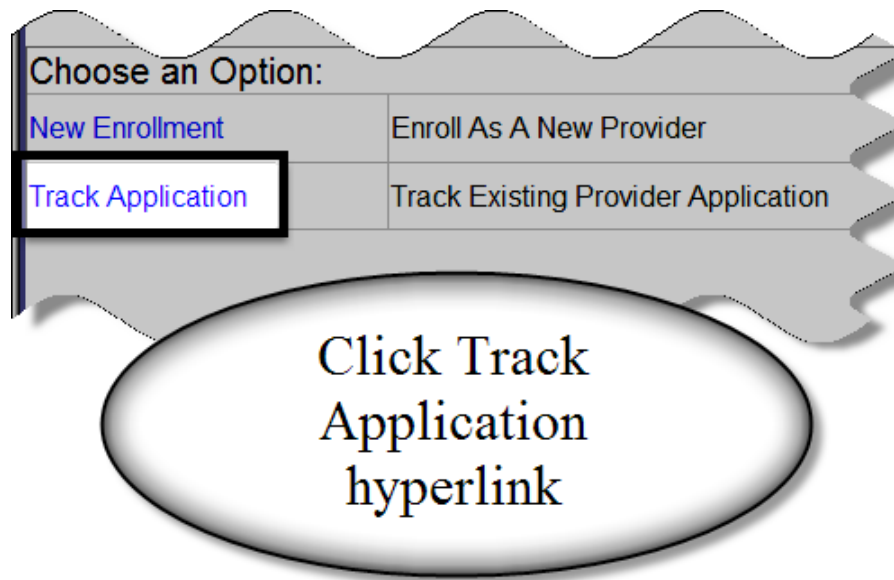 Choose an Option:
New Enrollment Enroll As A New Provider
Track Application Track Existing Provider Application
Click Track
Application
hyperlink